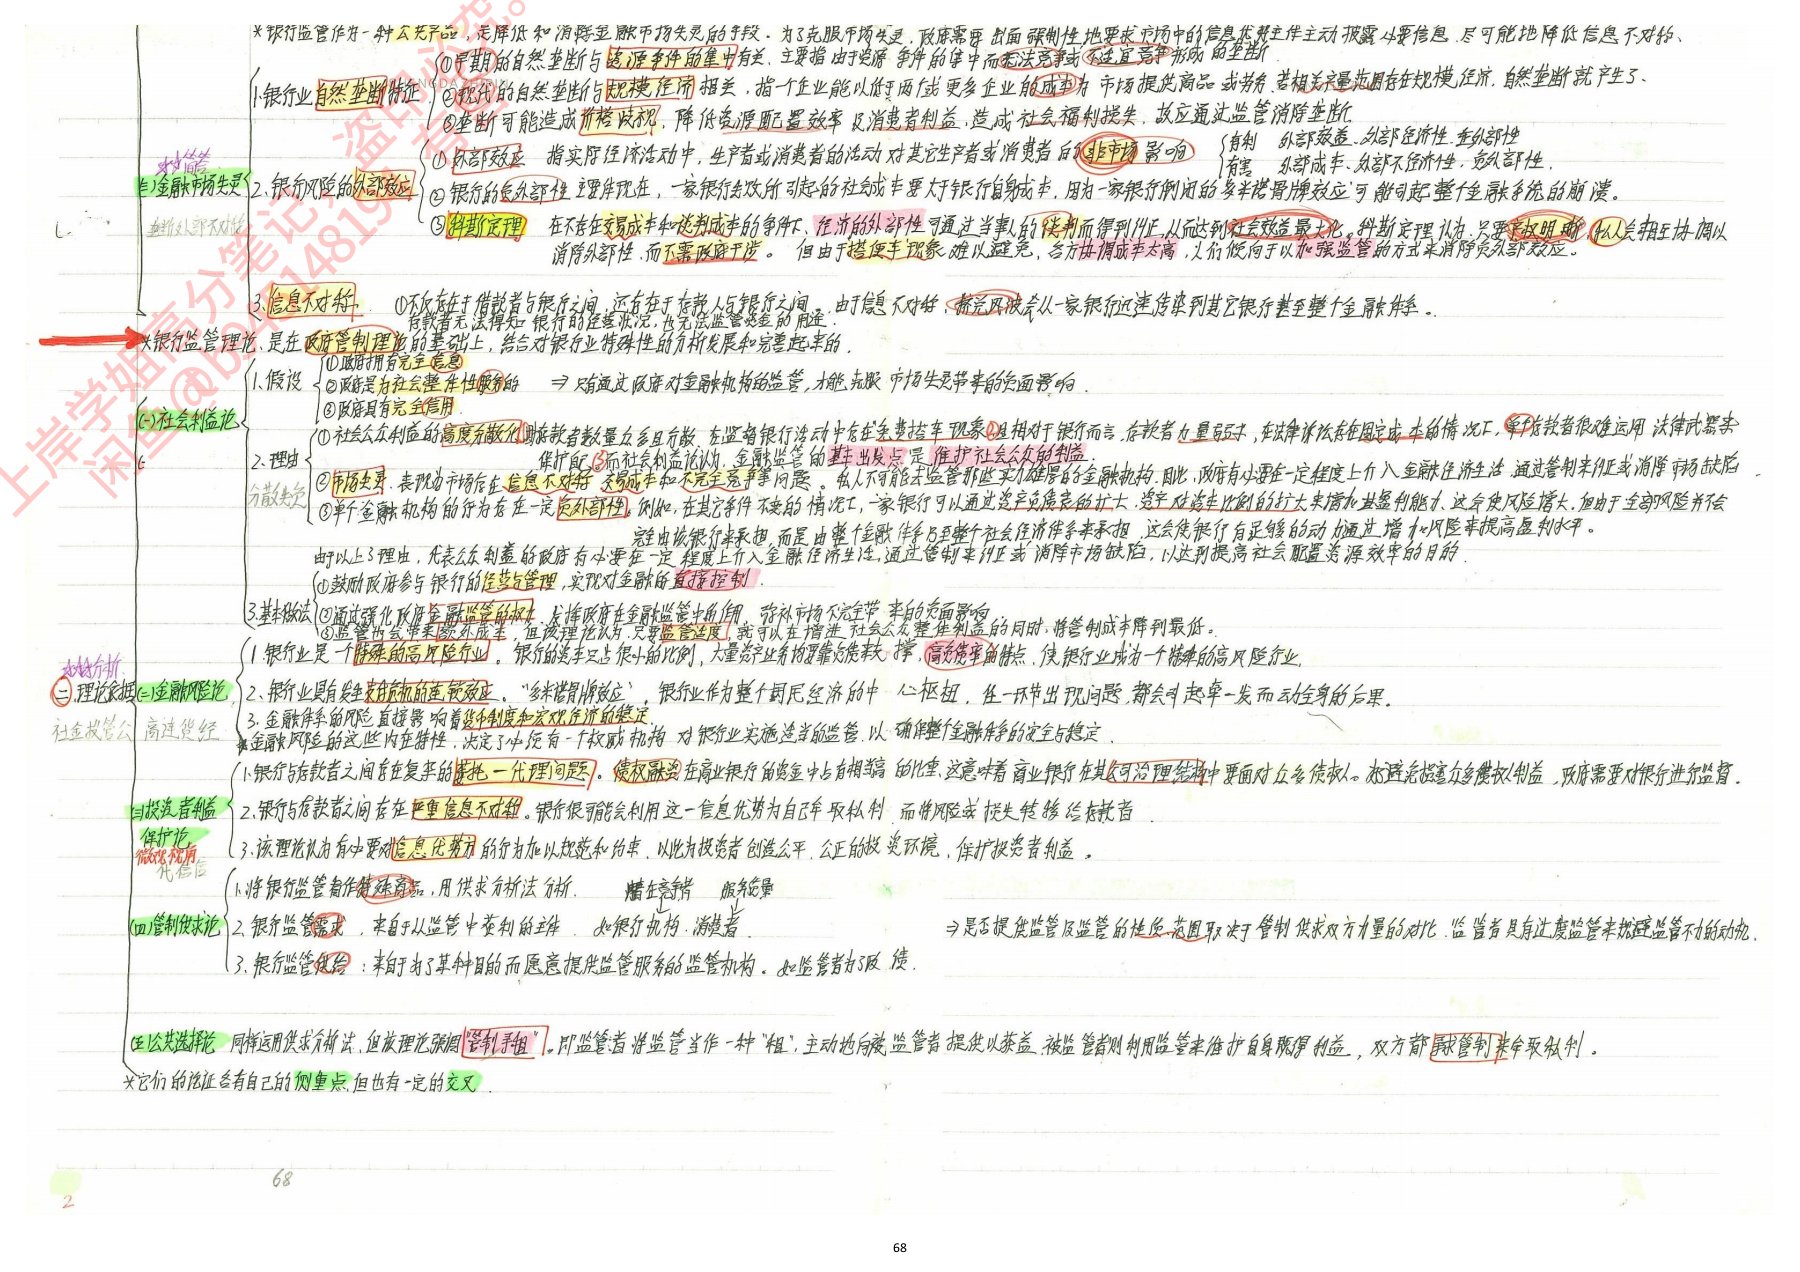 *银行监管作为一种公共产品，是降低和消除金融市场失灵的手段。为了克服市场失灵，政府需要出面强制性地要求市场中的信息优势主体主动披露必要信息，尽可能地降低信息不对称、
①早期的自然垄断与资源条件的集中有关、主要指由于资源条件的集中而无法竞争或不适宜竞争形成的垄断
1.银行业自然垄断特征 ②现代的自然垄断与规模经济相关，指一个企业能以低于两个或更多企业的成本为市场提供商品或劳务、若相关产量范围存在规模经济，自然垄断就产生了、
③垄断可能造成价格歧视，降低资源配置效率及消费者利益，造成社会福利损失，故应通过监管消除垄断
有利 外部效益、外部经济性、正外部性
①外部效应 指实际经济活动中，生产者或消费者的活动对其它生产者或消费者的非市场影响
有害 外部成本、外部不经济性，负外部性.
(三)金融市场失灵 2.银行风险的外部效应 ②银行的负外部性主要体现在，一家银行失败所引起的社会成本要大于银行自身成本，因为一家银行倒闭的多米诺骨牌效应可能引起整个金融系统的崩溃。
垄断外部不对称
③科斯定理 在不存在交易成本和谈判成本的条件下、经济的外部性可通过当事人的谈判而得到纠正，从而达到社会效益最大化。科斯定理认为，只要产权明晰，私人会相互协调以
消除外部性，而不需政府干涉。 但由于搭便车现象难以避免，各方协调成本太高，人们倾向于以加强监管的方式来消除负外部效应。
3.信息不对称. ①不仅存在于借款者与银行之间、还存在于存款人与银行之间。由于信息不对称，挤兑风波会从一家银行迅速传染到其它银行甚至整个金融体系。
存款者无法得知银行的经营状况，也无法监管资金的用途.
*银行监管理论、是在政府管制理论的基础上，结合对银行业特殊性的分析发展和完善起来的.
①政府拥有完全信息
1.假设 ②政府是为社会整体性服务的 ⇒只有通过政府对金融机构的监管，才能克服市场失灵带来的负面影响.
③政府具有完全信用
(一)社会利益论
①社会公众利益的高度分散化 存款者数量众多且分散、在监督银行活动中存在免费搭车现象 ②且相对于银行而言，存款者力量弱小，在法律诉讼存在固定成本的情况下，单个存款者很难运用法律武器来
保护自己 ③而社会利益论认为，金融监管的基本出发点是维护社会公众的利益.
2.理由
分散失负
②市场失灵、表现为市场存在信息不对称交易成本和不完全竞争等问题。私人不可能去监管那些实力雄厚的金融机构.因此，政府有必要在一定程度上介入金融经济生活，通过管制来纠正或消除市场缺陷.
③单个金融机构的行为存在一定负外部性，例如，在其它条件不变的情况下，一家银行可以通过资产负债表的扩大、资产对资本比例的扩大来增加其盈利能力、这会使风险增大，但由于全部风险并不会
完全由该银行来承担，而是由整个金融体系乃至整个社会经济体系来承担，这会使银行有足够的动力通过增加风险来提高盈利水平。
由于以上3理由，代表公众利益的政府有必要在一定程度上介入金融经济生活，通过管制来纠正或消除市场缺陷，以达到提高社会配置资源效率的目的.
①鼓励政府参与银行的经营与管理，实现对金融的直接控制.
3.基本做法 ②通过强化政府金融监管的权力、发挥政府在金融监管中的作用，弥补市场不完全带来的负面影响
③监管也会带来额外成本，但该理论认为，只要监管适度，就可以在增进社会公众整体利益的同时，将管制成本降到最低。
1.银行业是一个特殊的高风险行业。银行的资本只占很小的比例，大量资产业务均要靠负债来支撑，高负债率的特点，使银行业成为一个特殊的高风险行业.
(二)理论依据 (二)金融风险论 2.银行业具有发生支付危机的连锁效应。“多米诺骨牌效应”。银行业作为整个国民经济的中心枢纽，任一环节出现问题，都会引起牵一发而动全身的后果。
社金投管公 高连货经
3.金融体系的风险直接影响着货币制度和宏观经济的稳定
*金融风险的这些内在特性，决定了必须有一个权威机构对银行业实施适当的监管，以确保整个金融体系的安全与稳定.
1.银行与存款者之间存在复杂的委托一代理问题。债权融资在商业银行的资金中占有相当高的比重，这意味着商业银行在其公司治理结构中要面对众多债权人。为避免损害众多债权人利益，政府需要对银行进行监督.
(三)投资者利益保护论 2.银行与存款者之间存在严重信息不对称.银行很可能会利用这一信息优势为自己牟取私利，而将风险或损失转移给存款者.
代信信
3.该理论认为有必要对信息优势方的行为加以规范和约束，以此为投资者创造公平、公正的投资环境，保护投资者利益。
1.将银行监管看作特殊商品，用供求分析法分析. 潜在竞争者 服务质量
(四)管制供求论 2.银行监管需求，来自于从监管中获利的主体 如银行机构、消费者. ⇒是否提供监管及监管的性质、范围取决于管制供求双方力量的对比.监管者具有过度监管来规避监管不力的动机.
3.银行监管供给：来自于为了某种目的而愿意提供监管服务的监管机构。如监管者为了政绩.
(五)公共选择论 同样运用供求分析法，但该理论强调“管制寻租”。即监管者将监管当作一种“租”，主动地向被监管者提供以获益，被监管者则利用监管来维护自身既得利益，双方都寻求管制来牟取私利。
*它们的论证各有自己的侧重点，但也有一定的交叉.
68
2
68
上岸学姐高分笔记，盗印必究。